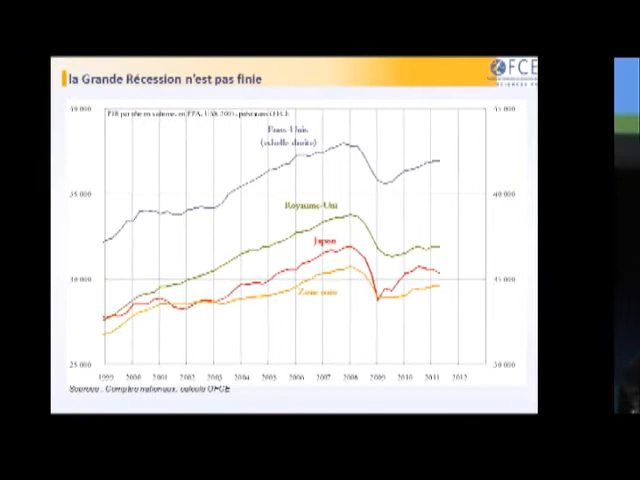 la Grande Récession n'est pas finie
OFCE
SCIENCES
PIB par tête en volume, en PPA, US$ 2005, prévisions OFCE
Etats-Unis
(échelle droite)
Royaume-Uni
Japon
Zone euro
35 000
30 000
25 000
45 000
40 000
35 000
30 000
1999 2000 2001 2002 2003 2004 2005 2006 2007 2008 2009 2010 2011 2012
Sources : Comptes nationaux, calculs OFCE